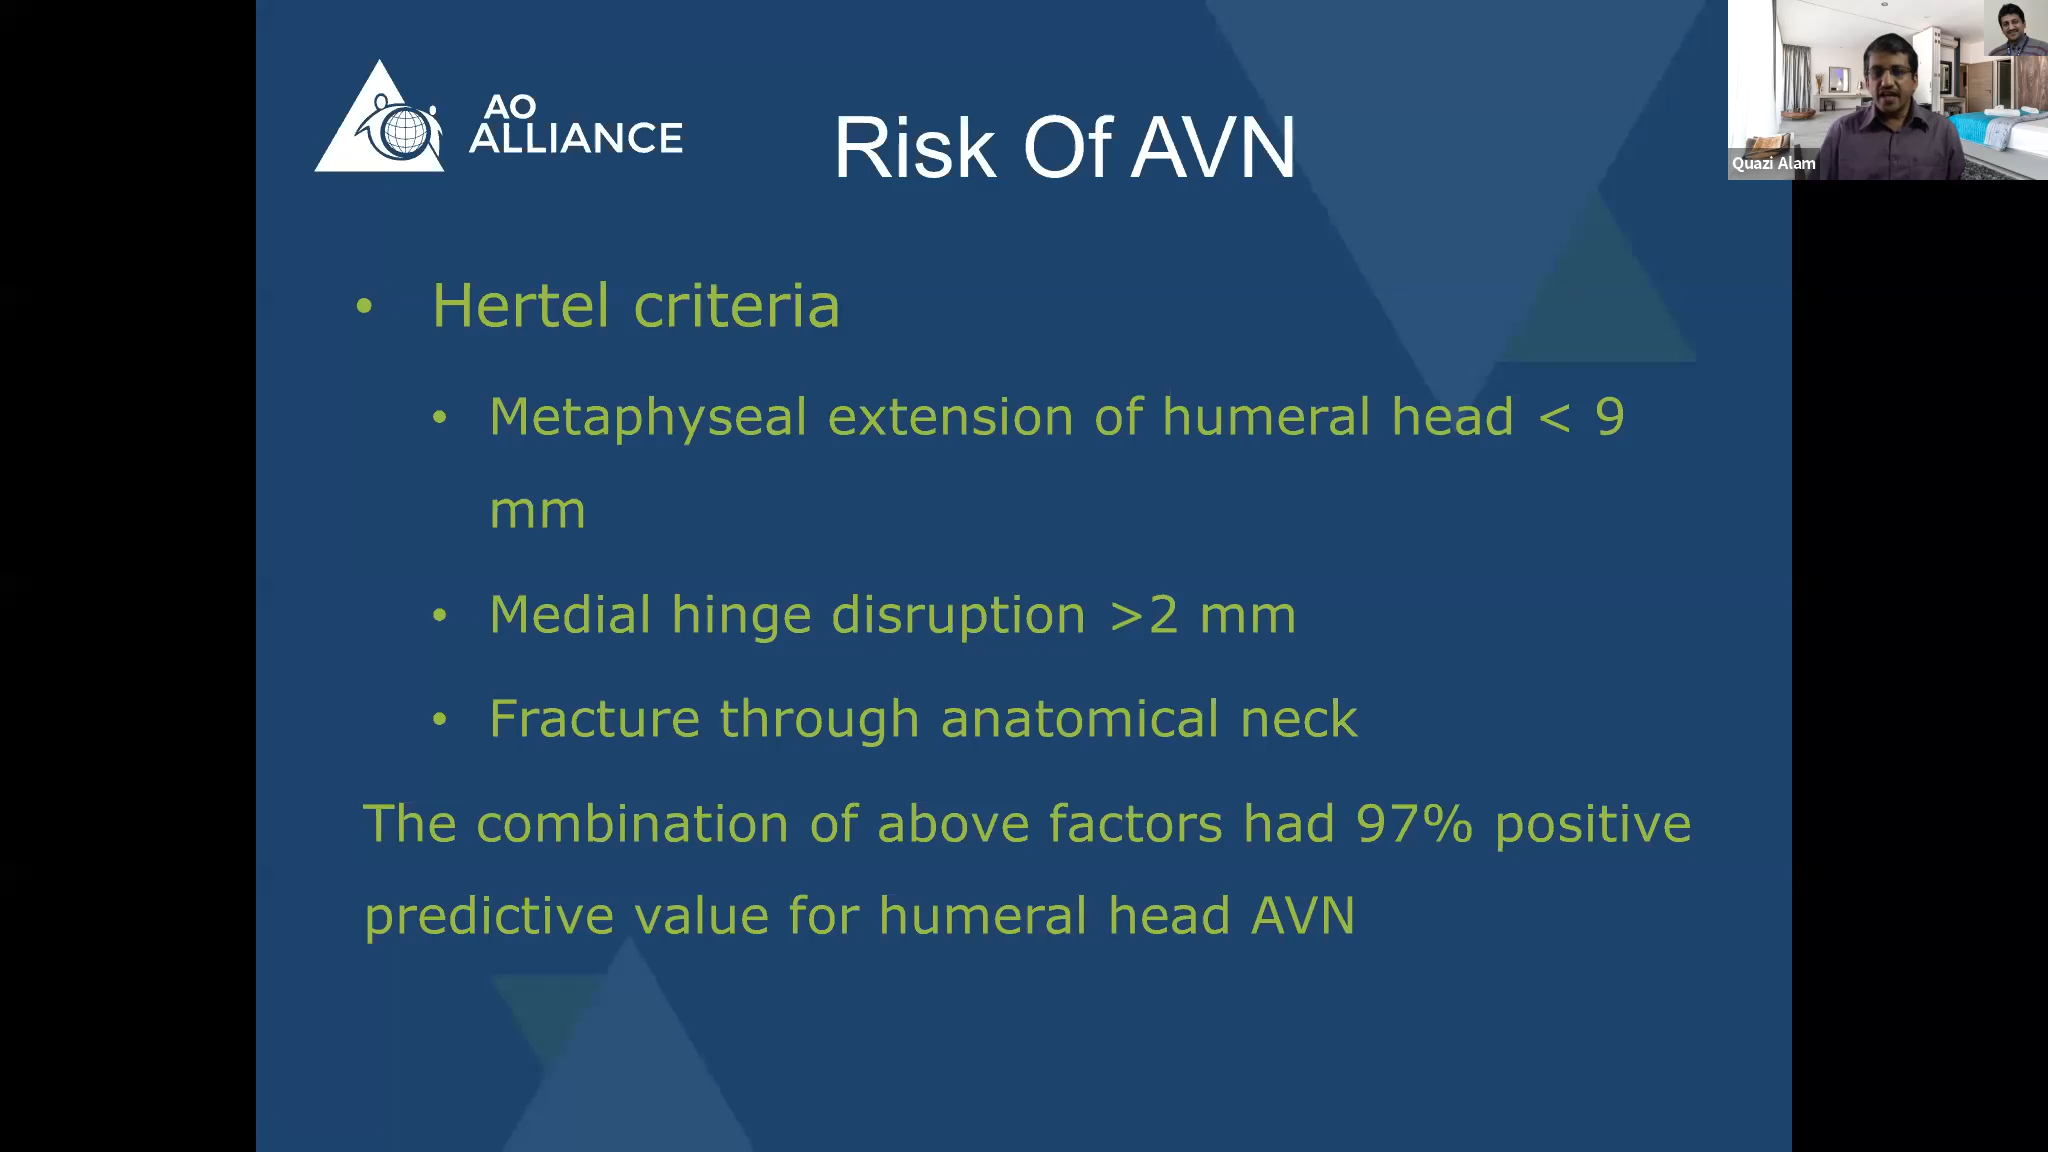 AO
ALLIANCE
Risk Of AVN
Quazi Alam
• Hertel criteria
• Metaphyseal extension of humeral head < 9
mm
• Medial hinge disruption >2 mm
• Fracture through anatomical neck
The combination of above factors had 97% positive
predictive value for humeral head AVN